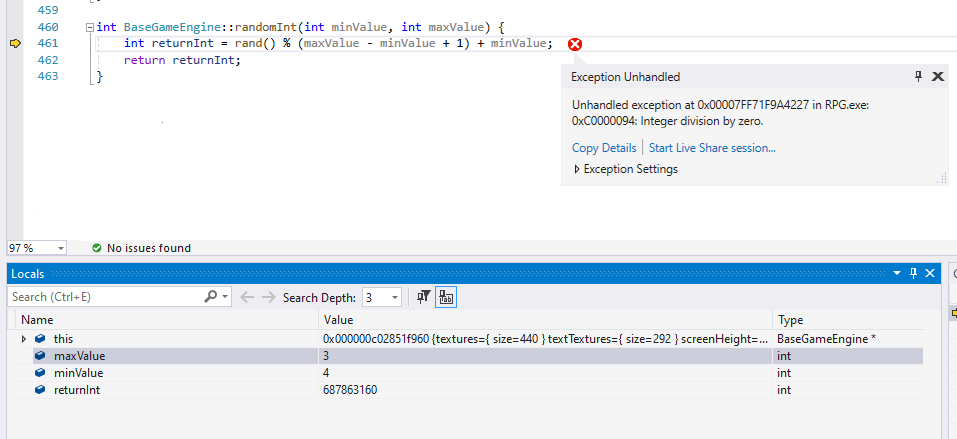 459
460 int BaseGameEngine::randomInt(int minValue, int maxValue) {
461 int returnInt = rand() % (maxValue - minValue + 1) + minValue;
462 return returnInt;
463 }
Exception Unhandled
Unhandled exception at 0x00007FF71F9A4227 in RPG.exe:
0xC0000094: Integer division by zero.
Copy Details | Start Live Share session...
Exception Settings
97 % No issues found
Locals
Search (Ctrl+E) Search Depth: 3
Name Value Type
this 0x000000c02851f960 {textures={ size=440 } textTextures={ size=292 } screenHeight=... BaseGameEngine *
maxValue 3 int
minValue 4 int
returnInt 687863160 int